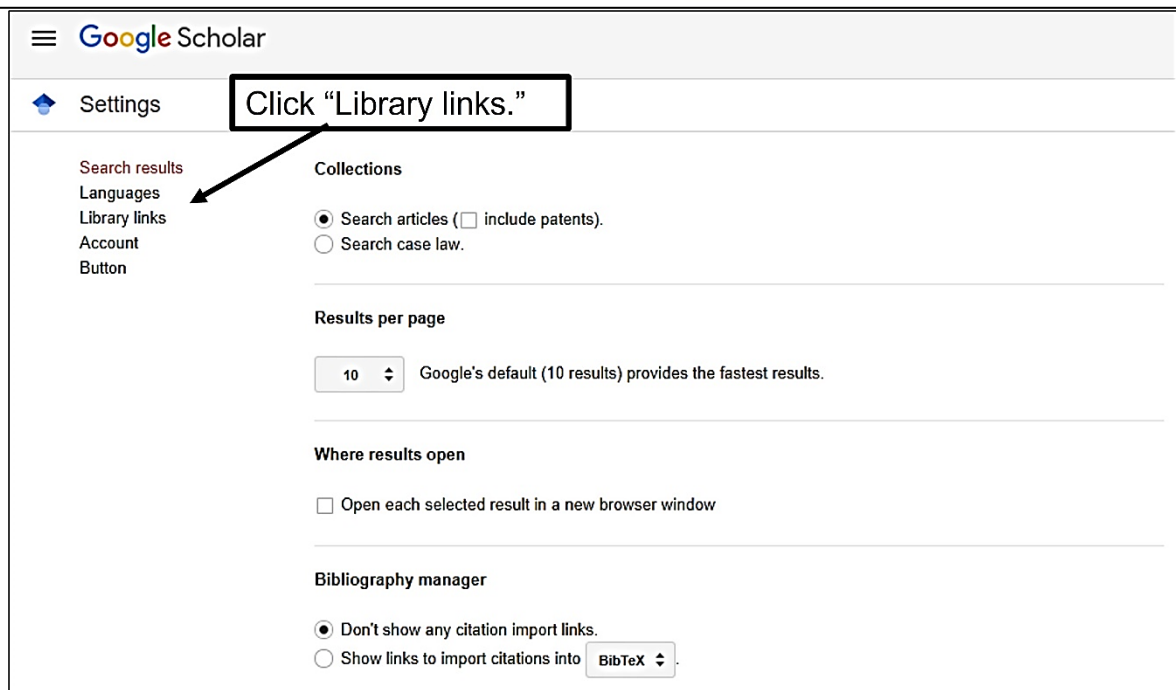 Google Scholar
Settings
Click “Library links.”
Search results
Languages
Library links
Account
Button
Collections
Search articles (include patents).
Search case law.
Results per page
10 Google's default (10 results) provides the fastest results.
Where results open
Open each selected result in a new browser window
Bibliography manager
Don't show any citation import links.
Show links to import citations into BibTeX .